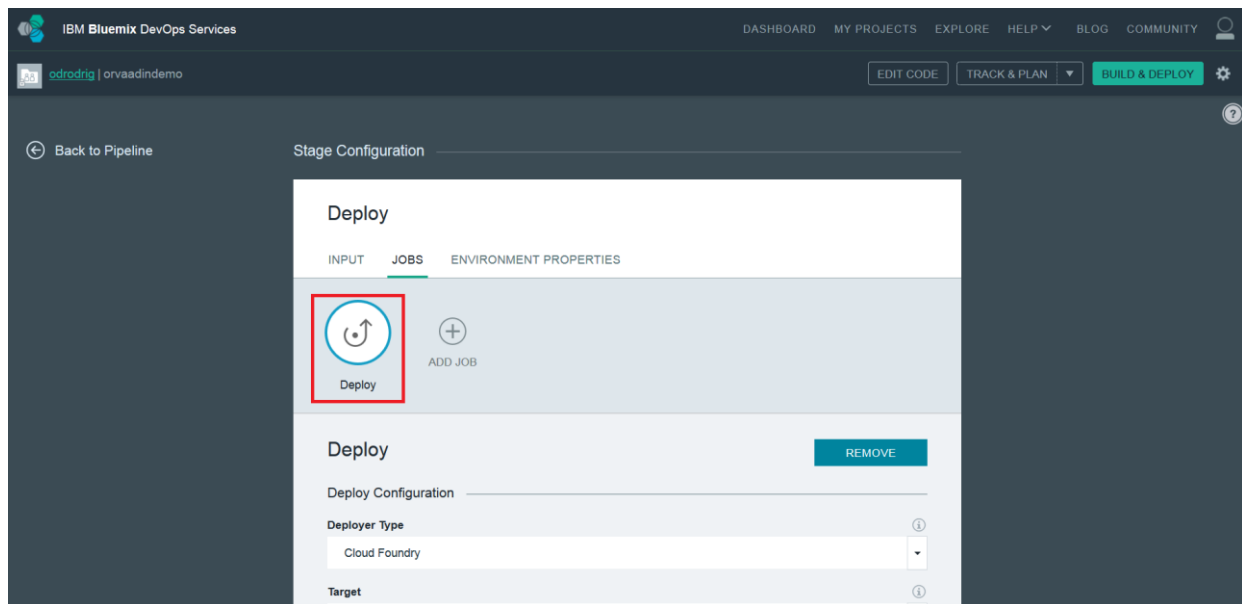 IBM Bluemix DevOps Services
DASHBOARD MY PROJECTS EXPLORE HELP BLOG COMMUNITY
odrodrig | orvaadindemo
EDIT CODE TRACK & PLAN BUILD & DEPLOY
?
Back to Pipeline
Stage Configuration
Deploy
INPUT JOBS ENVIRONMENT PROPERTIES
ADD JOB
Deploy
Deploy
REMOVE
Deploy Configuration
Deployer Type
Cloud Foundry
Target